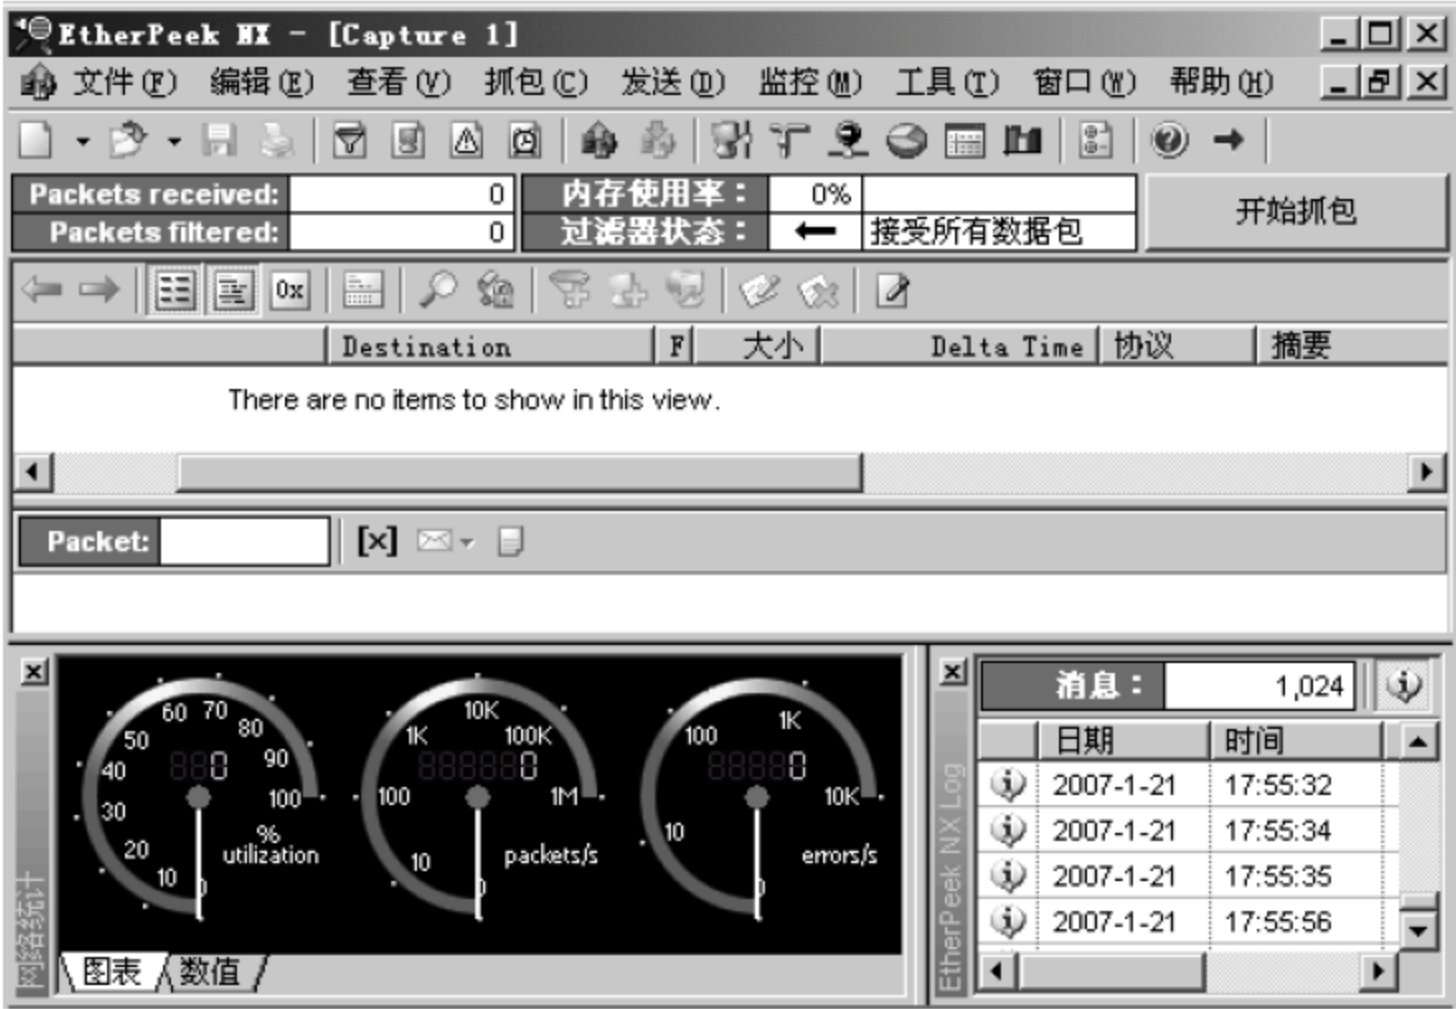 EtherPeek NX - [Capture 1]
文件(F) 编辑(E) 查看(V) 抓包(C) 发送(D) 监控(M) 工具(T) 窗口(W) 帮助(H)
Packets received: 0 内存使用率： 0%
Packets filtered: 0 过滤器状态： 接受所有数据包
开始抓包
0x
Destination F 大小 Delta Time 协议 摘要
There are no items to show in this view.
Packet: [x]
网络统计
0 10 20 30 40 50 60 70 80 90 100
0
% utilization
0 10 100 1K 10K 100K 1M
0
packets/s
0 10 100 1K 10K
0
errors/s
图表 数值
EtherPeek NX Log
消息： 1,024
日期 时间
2007-1-21 17:55:32
2007-1-21 17:55:34
2007-1-21 17:55:35
2007-1-21 17:55:56